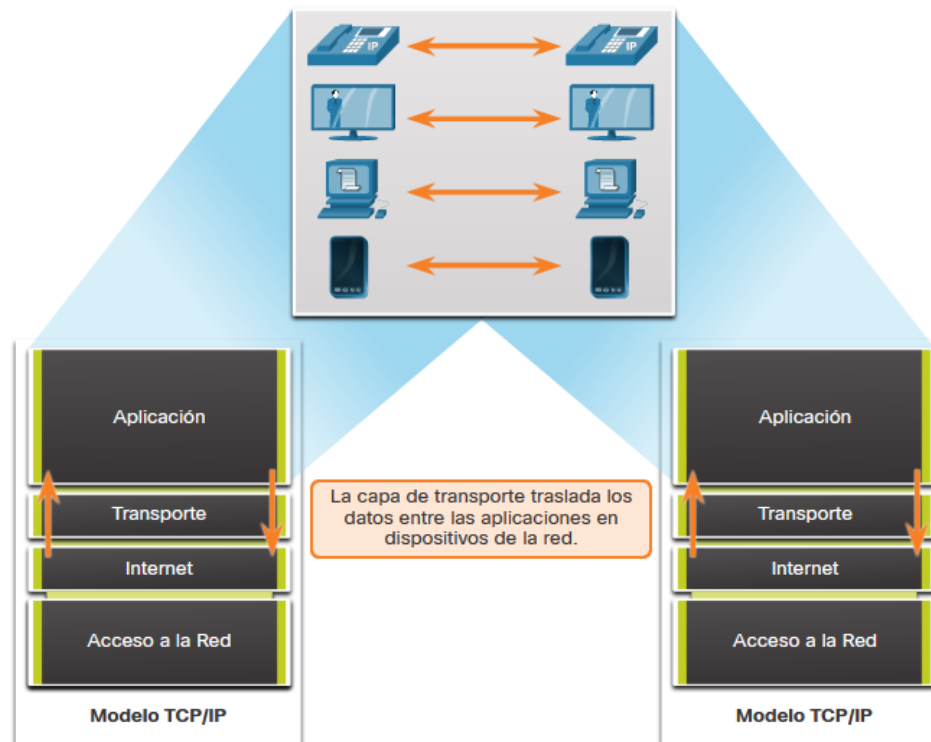 IP
IP
Aplicación
Transporte
Internet
Acceso a la Red
Modelo TCP/IP
La capa de transporte traslada los
datos entre las aplicaciones en
dispositivos de la red.
Aplicación
Transporte
Internet
Acceso a la Red
Modelo TCP/IP